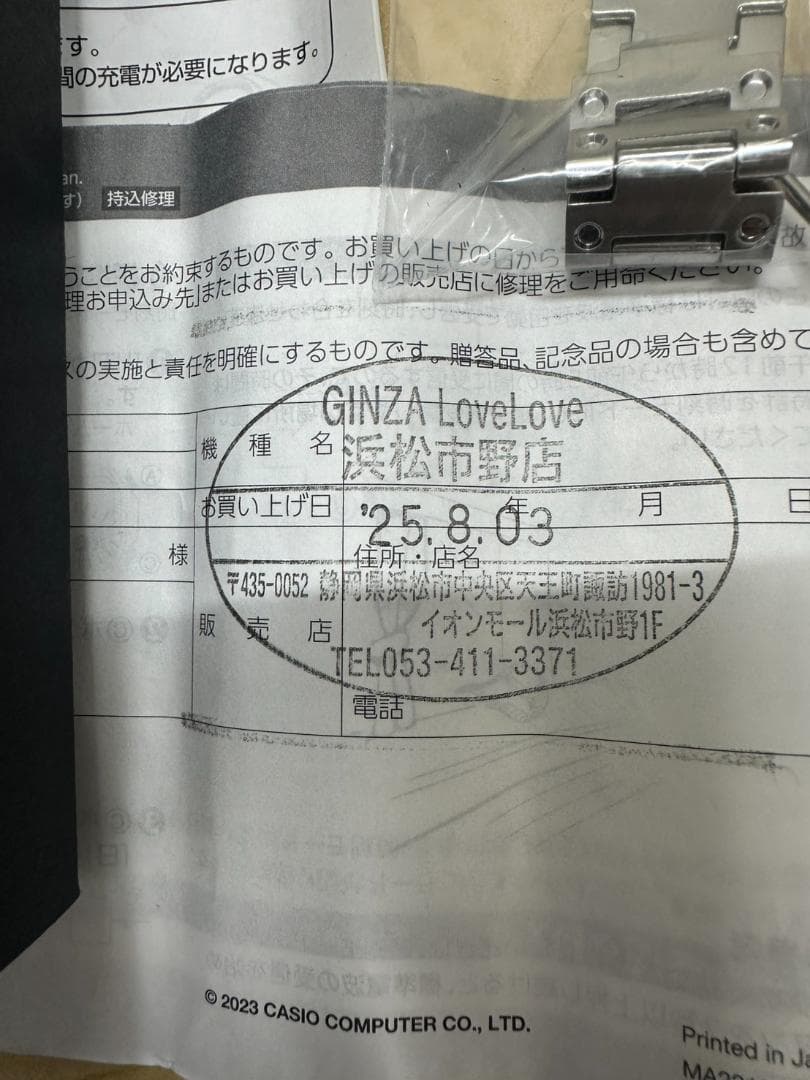 す。
間の充電が必要になります。
an.
す) 持込修理
うことをお約束するものです。お買い上げの日から
故
理お申込み先」またはお買い上げの販売店に修理をご用命ください。
スの実施と責任を明確にするものです。贈答品、記念品の場合も含めて
GINZA LoveLove
機種名
浜松市野店
お買い上げ日 年 月 日
'25.8.03
様
住所・店名
〒435-0052 静岡県浜松市中央区天王町諏訪1981-3
販売店
イオンモール浜松市野1F
TEL053-411-3371
電話
© 2023 CASIO COMPUTER CO., LTD.
Printed in Ja